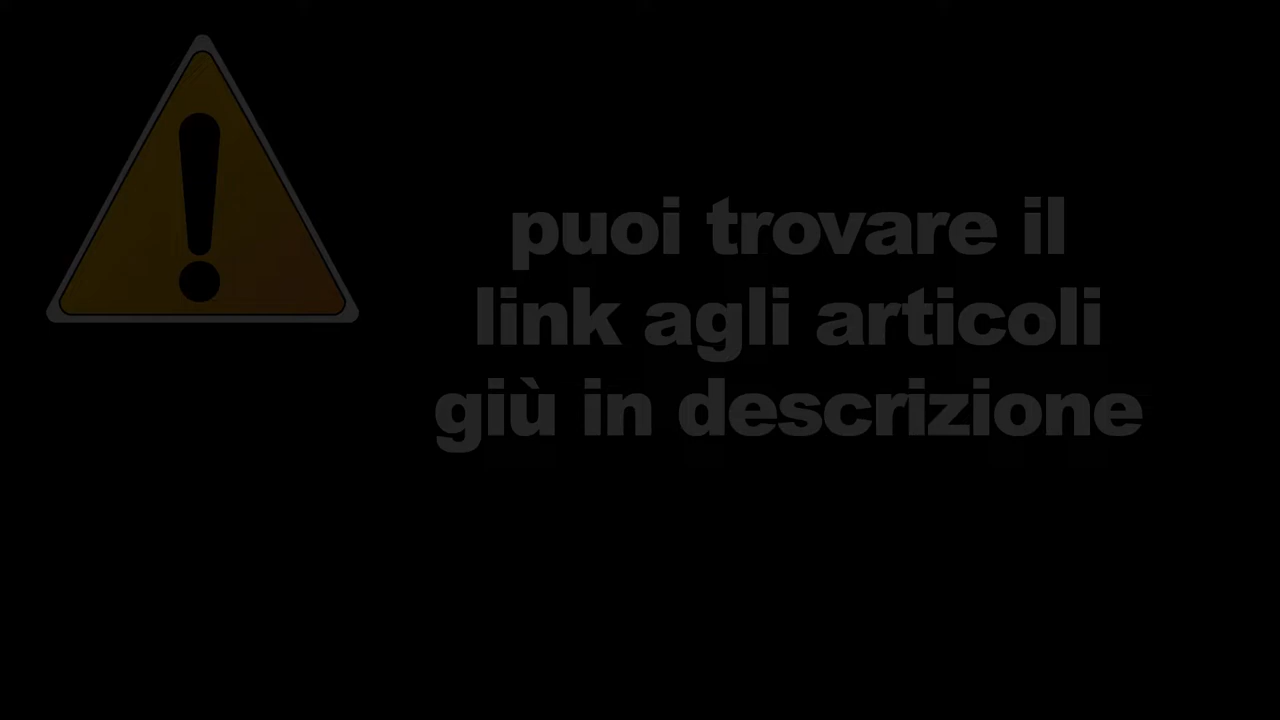 puoi trovare il
link agli articoli
giù in descrizione